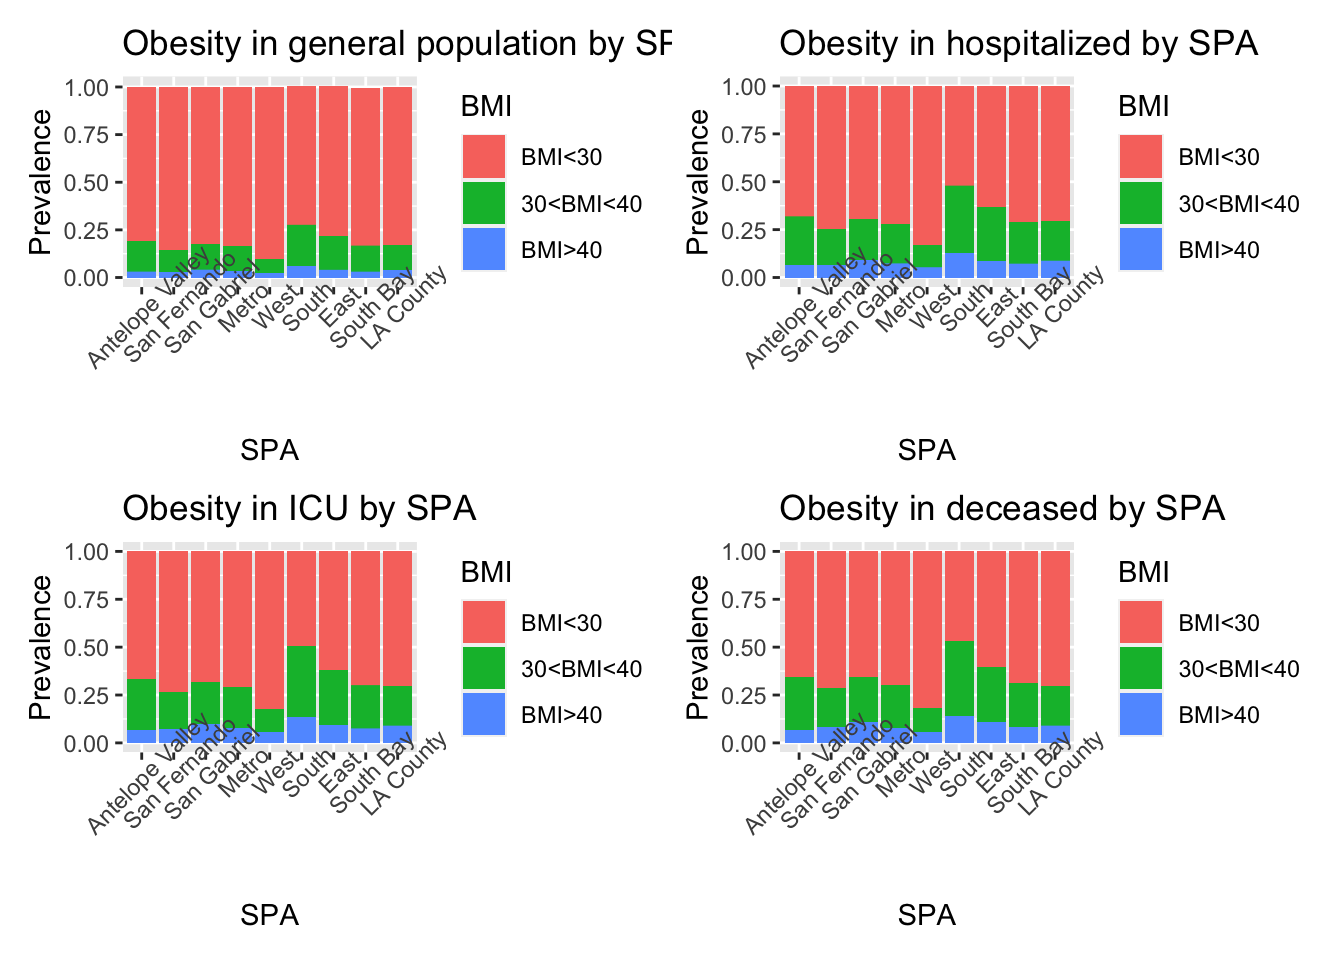 Obesity in general population by SP
BMI
Prevalence
1.00
0.75
0.50
0.25
0.00
BMI<30
30<BMI<40
BMI>40
Antelope Valley
San Fernando
San Gabriel
Metro
West
South
East
South Bay
LA County
SPA
Obesity in hospitalized by SPA
BMI
Prevalence
1.00
0.75
0.50
0.25
0.00
BMI<30
30<BMI<40
BMI>40
Antelope Valley
San Fernando
San Gabriel
Metro
West
South
East
South Bay
LA County
SPA
Obesity in ICU by SPA
BMI
Prevalence
1.00
0.75
0.50
0.25
0.00
BMI<30
30<BMI<40
BMI>40
Antelope Valley
San Fernando
San Gabriel
Metro
West
South
East
South Bay
LA County
SPA
Obesity in deceased by SPA
BMI
Prevalence
1.00
0.75
0.50
0.25
0.00
BMI<30
30<BMI<40
BMI>40
Antelope Valley
San Fernando
San Gabriel
Metro
West
South
East
South Bay
LA County
SPA